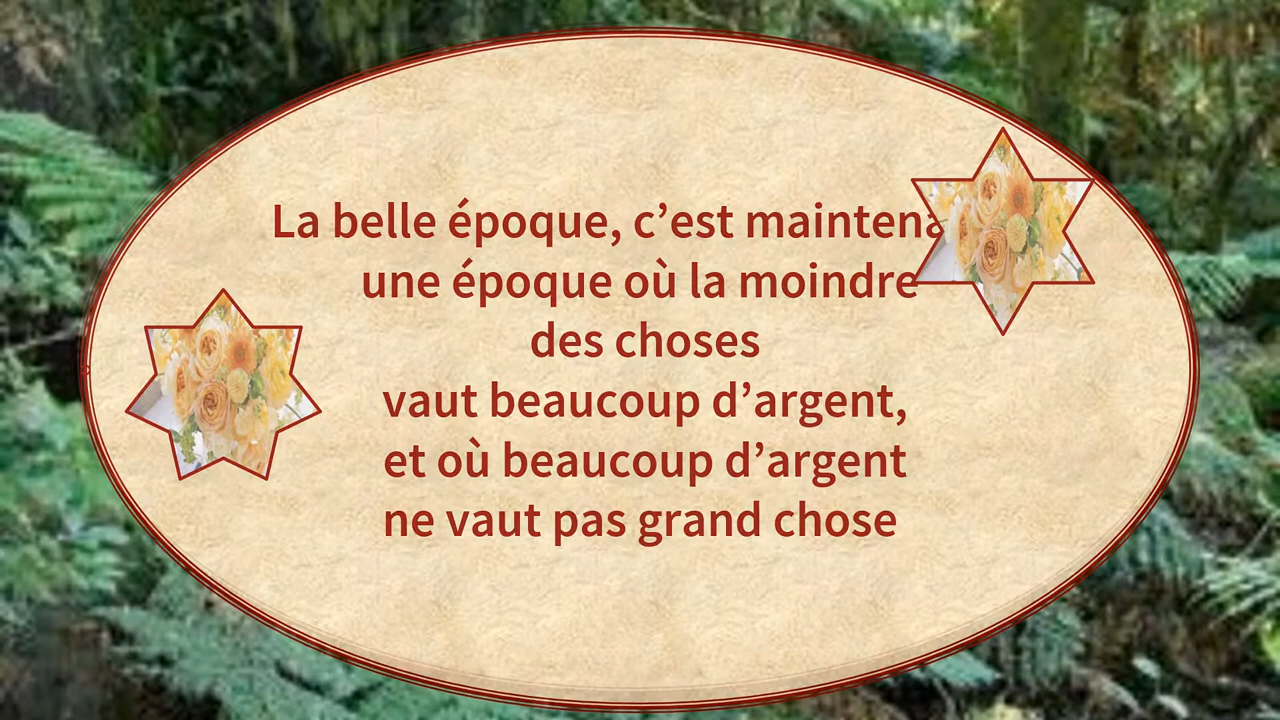 La belle époque, c’est maintena
une époque où la moindre
des choses
vaut beaucoup d’argent,
et où beaucoup d’argent
ne vaut pas grand chose